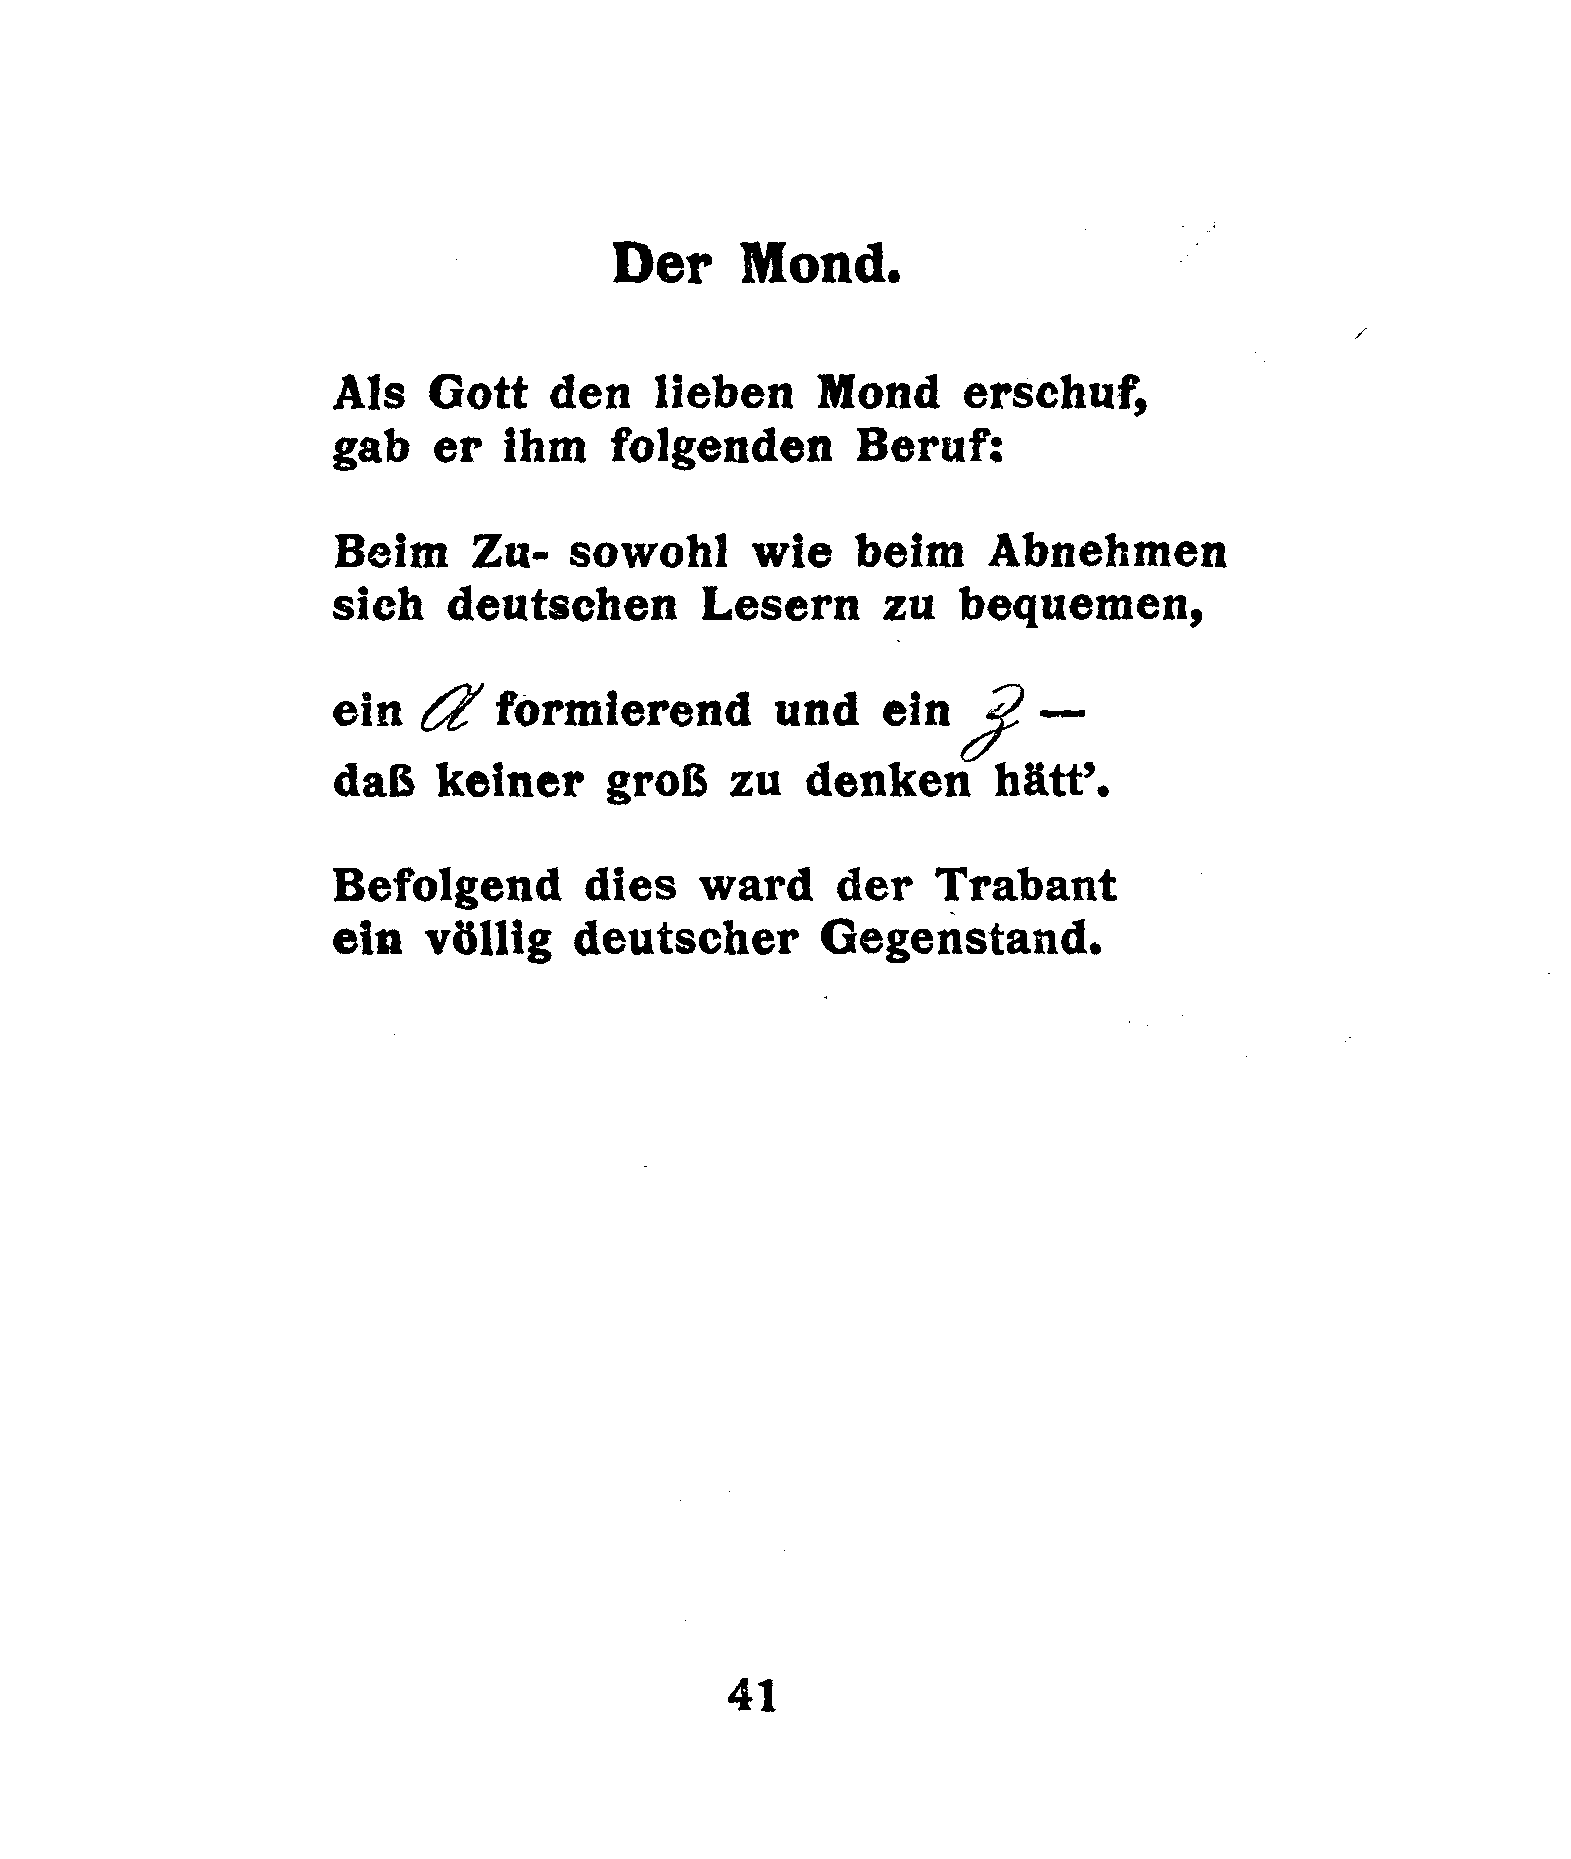 Der Mond.
Als Gott den lieben Mond erschuf,
gab er ihm folgenden Beruf:
Beim Zu- sowohl wie beim Abnehmen
sich deutschen Lesern zu bequemen,
ein a formierend und ein z —
daß keiner groß zu denken hätt’.
Befolgend dies ward der Trabant
ein völlig deutscher Gegenstand.
41